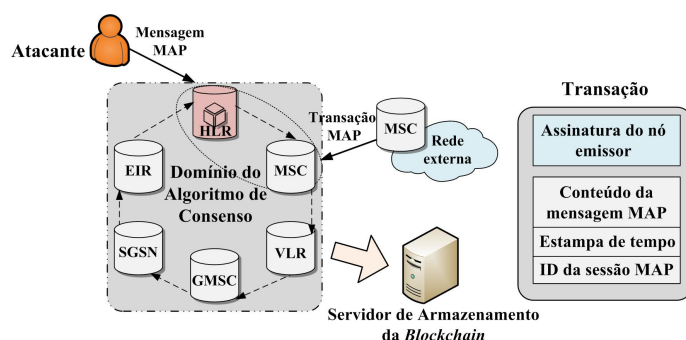 Atacante
Mensagem
MAP
HLR
Transação
MAP
MSC
Rede
externa
EIR
Domínio do
Algoritmo de
Consenso
MSC
SGSN
GMSC
VLR
Servidor de Armazenamento
da Blockchain
Transação
Assinatura do nó
emissor
Conteúdo da
mensagem MAP
Estampa de tempo
ID da sessão MAP